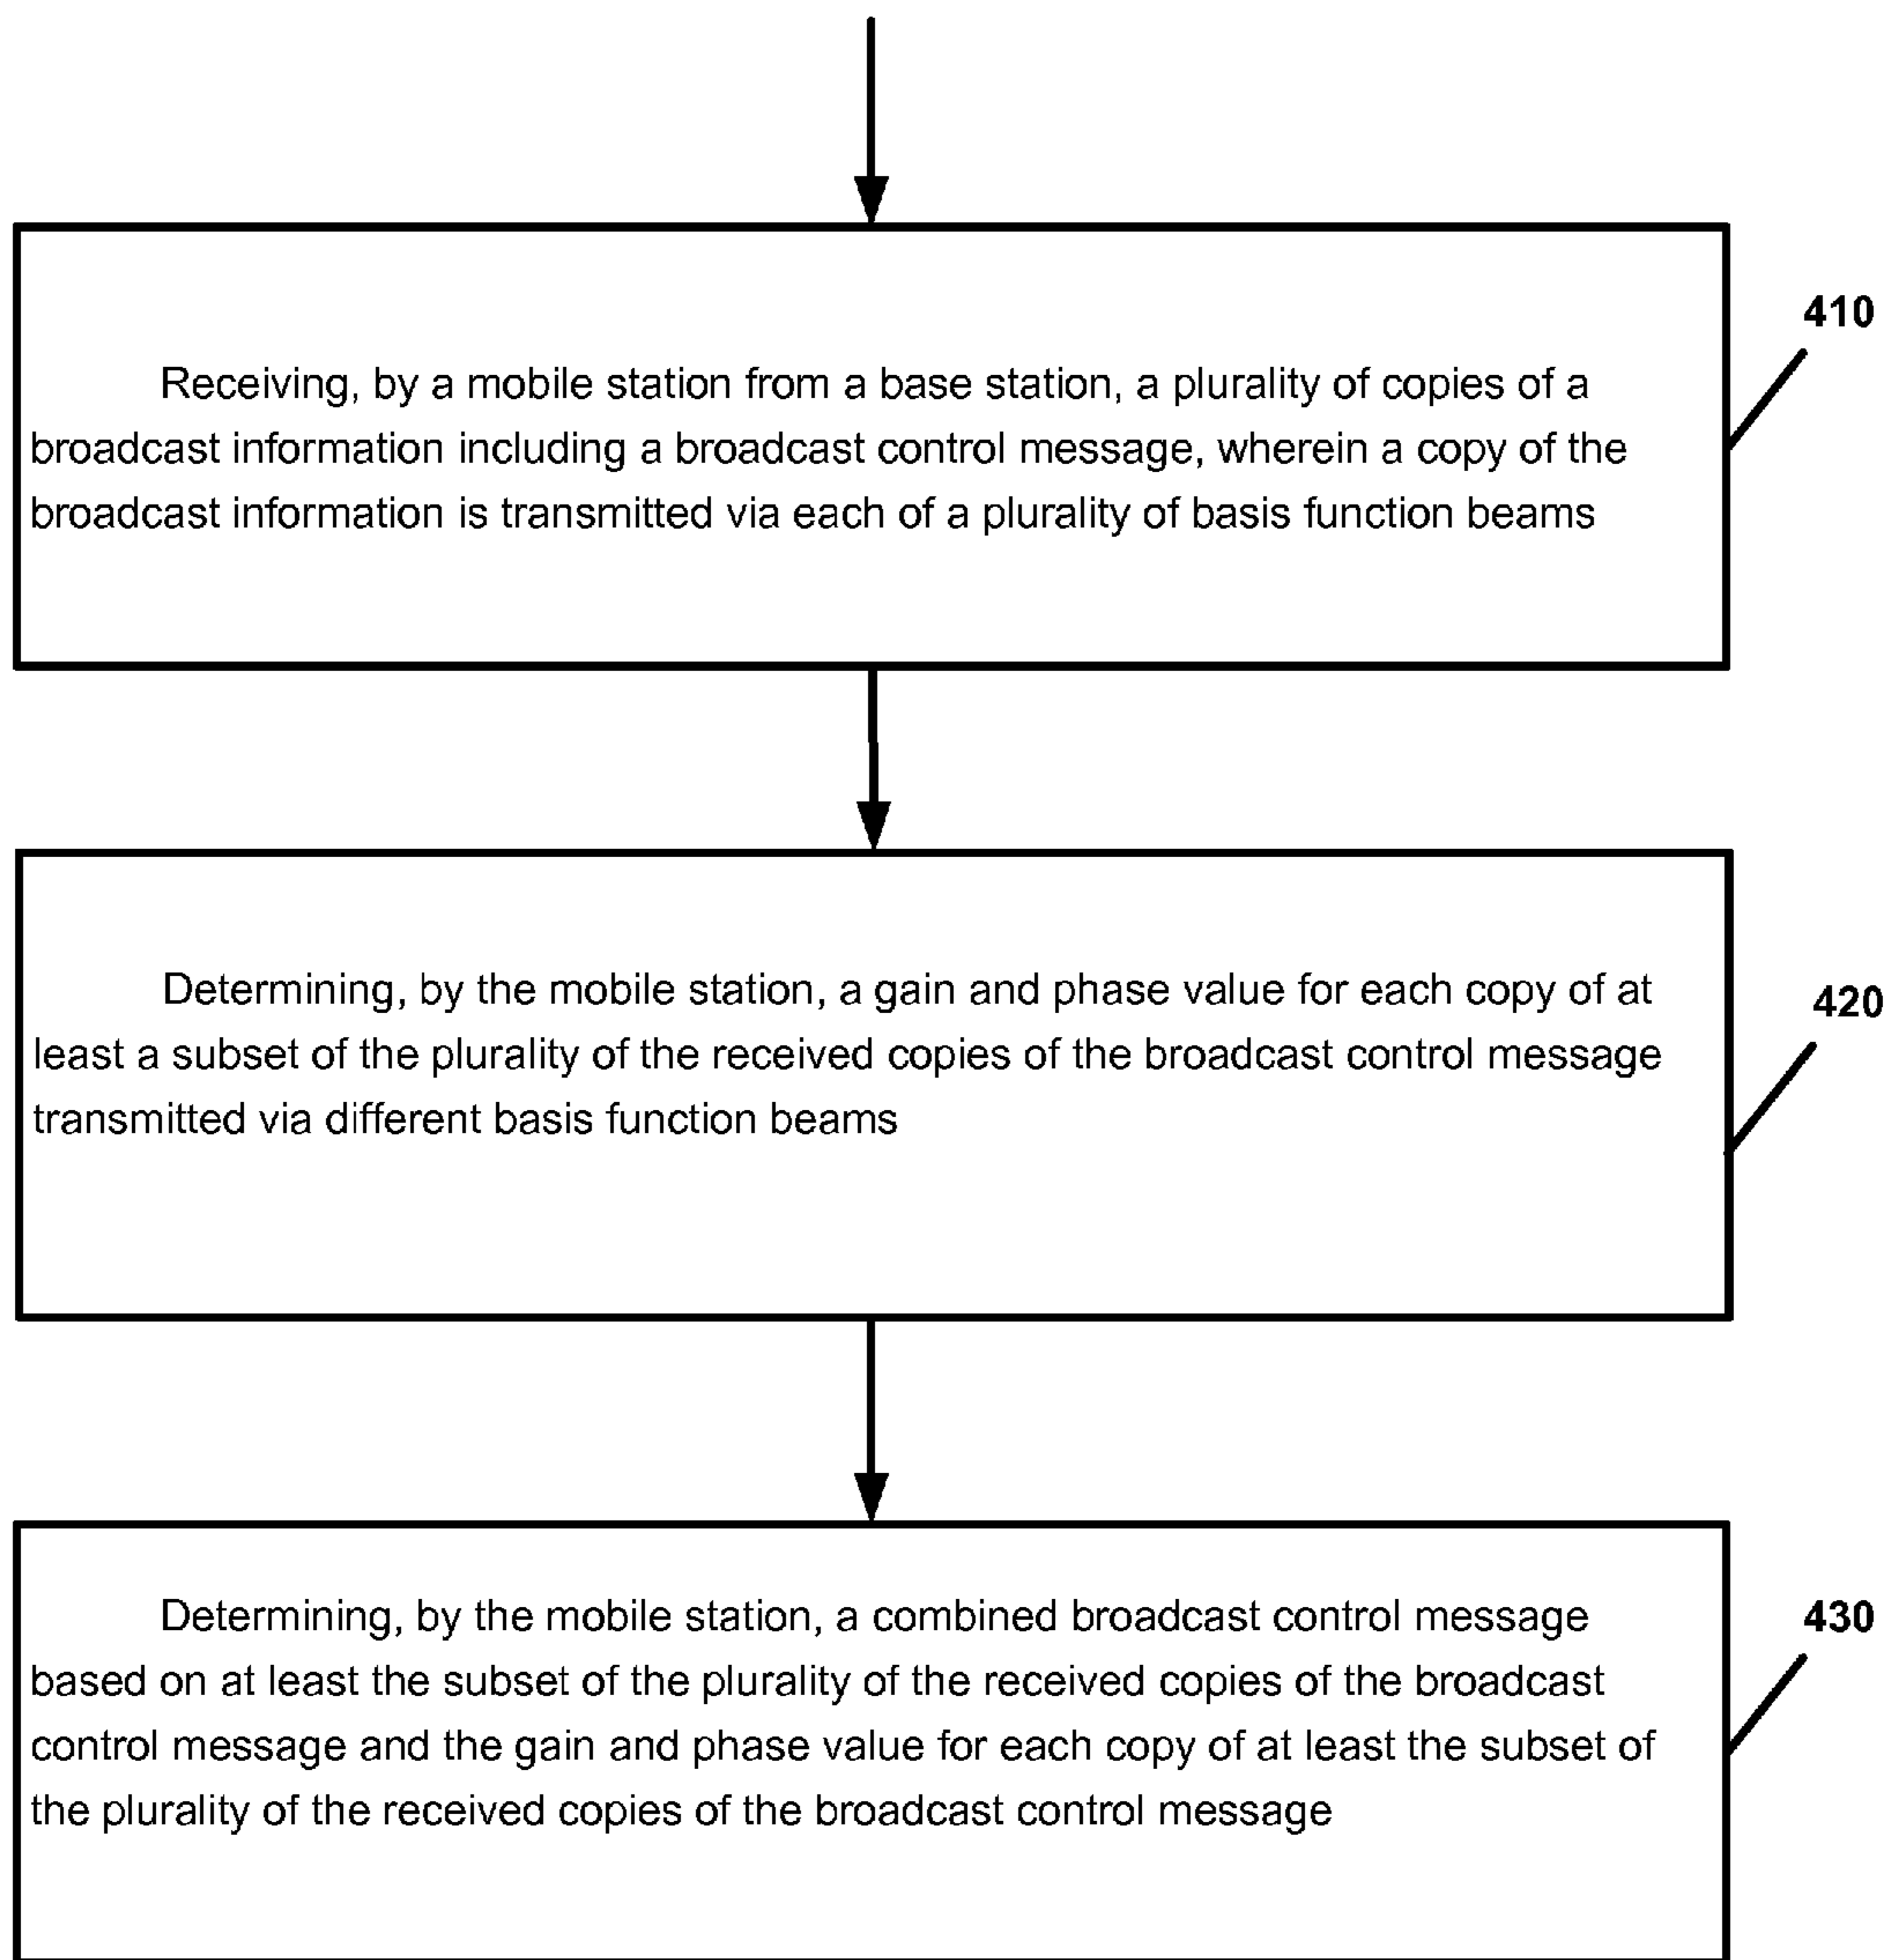 410
Receiving, by a mobile station from a base station, a plurality of copies of a
broadcast information including a broadcast control message, wherein a copy of the
broadcast information is transmitted via each of a plurality of basis function beams
420
Determining, by the mobile station, a gain and phase value for each copy of at
least a subset of the plurality of the received copies of the broadcast control message
transmitted via different basis function beams
430
Determining, by the mobile station, a combined broadcast control message
based on at least the subset of the plurality of the received copies of the broadcast
control message and the gain and phase value for each copy of at least the subset of
the plurality of the received copies of the broadcast control message